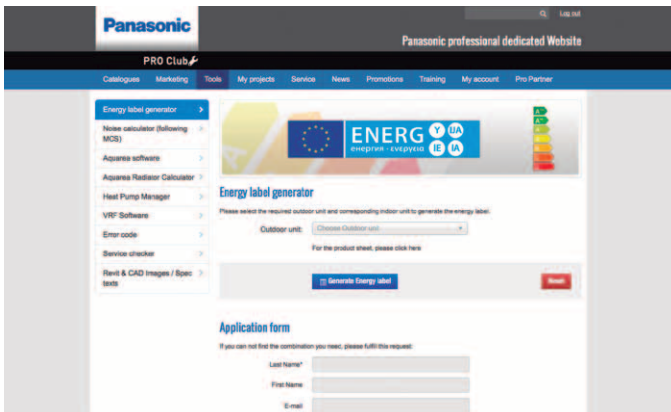 Panasonic
Log out
Panasonic professional dedicated Website
PRO Club
Catalogues Marketing Tools My projects Service News Promotions Training My account Pro Partner
Energy label generator
Noise calculator (following
MCS)
Aquarea software
Aquarea Radiator Calculator
Heat Pump Manager
VRF Software
Error code
Service checker
Revit & CAD Images / Spec
texts
ENERG Y UA
енергия · ενεργεια IE IA
Energy label generator
Please select the required outdoor unit and corresponding indoor unit to generate the energy label.
Outdoor unit: Choose Outdoor unit
For the product sheet, please click here
Generate Energy label
Reset
Application form
If you can not find the combination you need, please fulfil this request:
Last Name*
First Name
E-mail